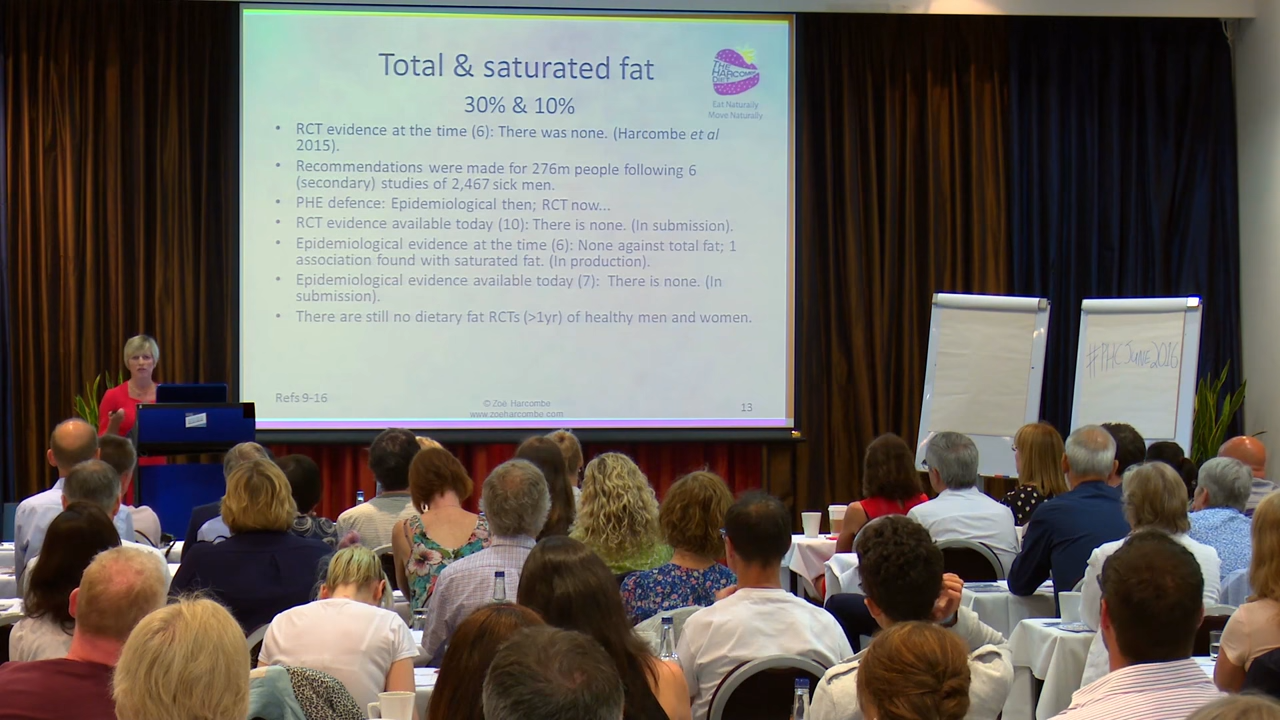 Total & saturated fat
30% & 10%
THE
HARCOMBE
DIET
Eat Naturally
Move Naturally
• RCT evidence at the time (6): There was none. (Harcombe et al
2015).
• Recommendations were made for 276m people following 6
(secondary) studies of 2,467 sick men.
• PHE defence: Epidemiological then; RCT now...
• RCT evidence available today (10): There is none. (In submission).
• Epidemiological evidence at the time (6): None against total fat; 1
association found with saturated fat. (In production).
• Epidemiological evidence available today (7): There is none. (In
submission).
• There are still no dietary fat RCTs (>1yr) of healthy men and women.
Refs 9-16
© Zoë Harcombe
www.zoeharcombe.com
13
#PHCJune2016